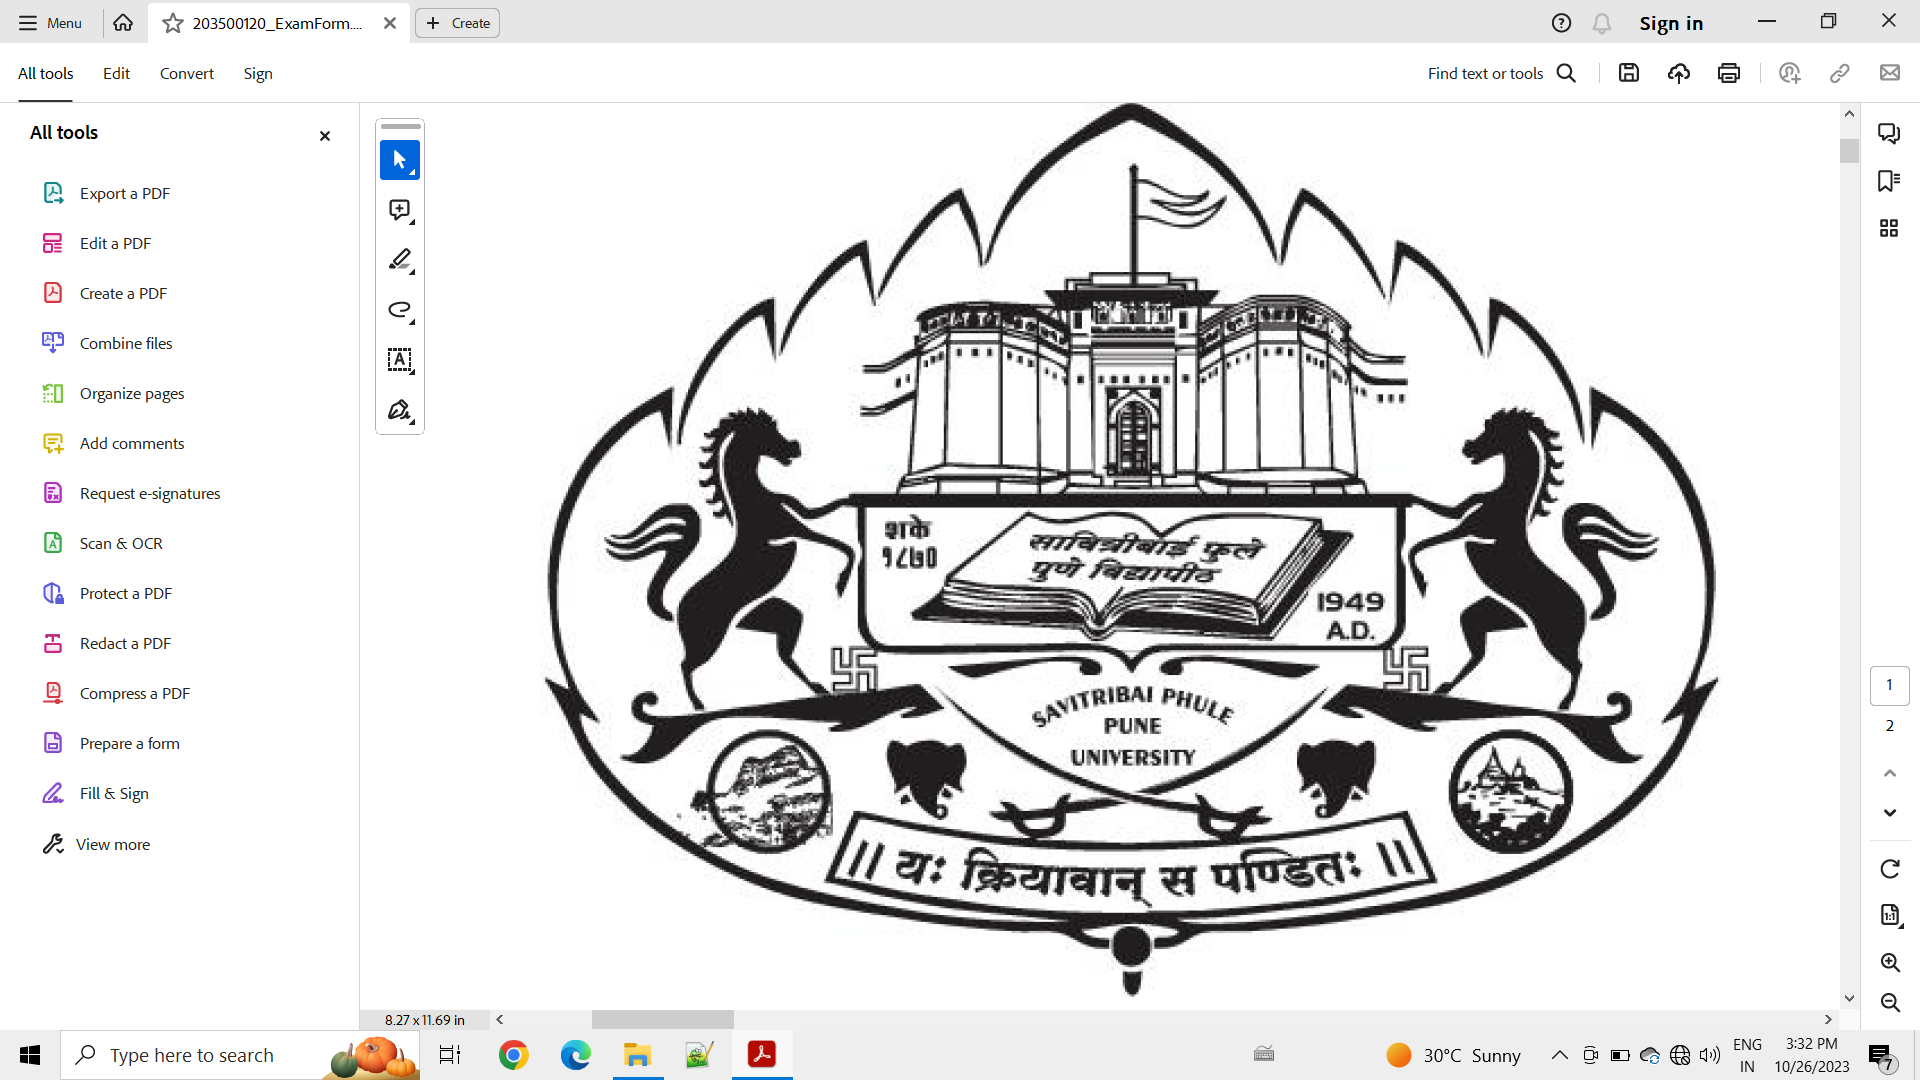 Menu
203500120_ExamForm....
Create
Sign in
All tools
Edit
Convert
Sign
Find text or tools
All tools
Export a PDF
Edit a PDF
Create a PDF
Combine files
Organize pages
Add comments
Request e-signatures
Scan & OCR
Protect a PDF
Redact a PDF
Compress a PDF
Prepare a form
Fill & Sign
View more
शके
१८७०
सावित्रीबाई फुले
पुणे विद्यापीठ
1949
A.D.
SAVITRIBAI PHULE
PUNE
UNIVERSITY
|| यः क्रियावान् स पण्डितः ||
1
2
1:1
8.27 x 11.69 in
Type here to search
30°C Sunny
ENG
IN
3:32 PM
10/26/2023
7